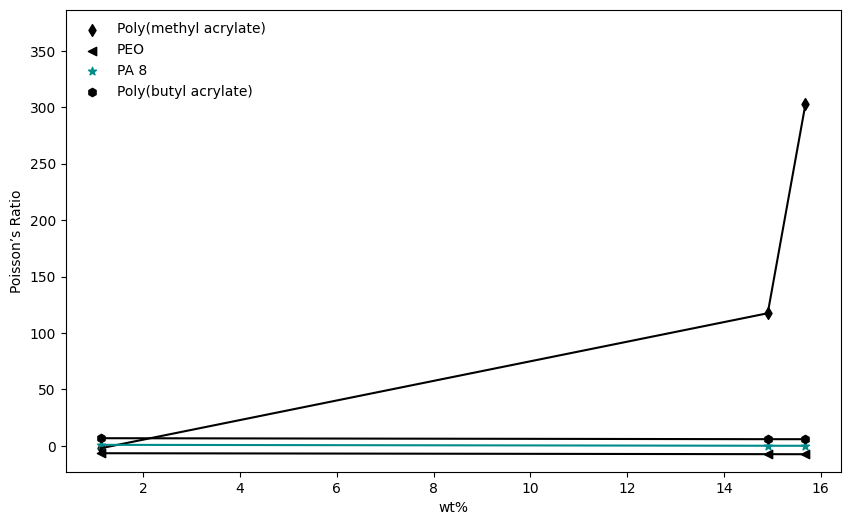 Poly(methyl acrylate)
PEO
PA 8
Poly(butyl acrylate)
350
300
250
200
150
100
50
0
Poisson’s Ratio
2 4 6 8 10 12 14 16
wt%